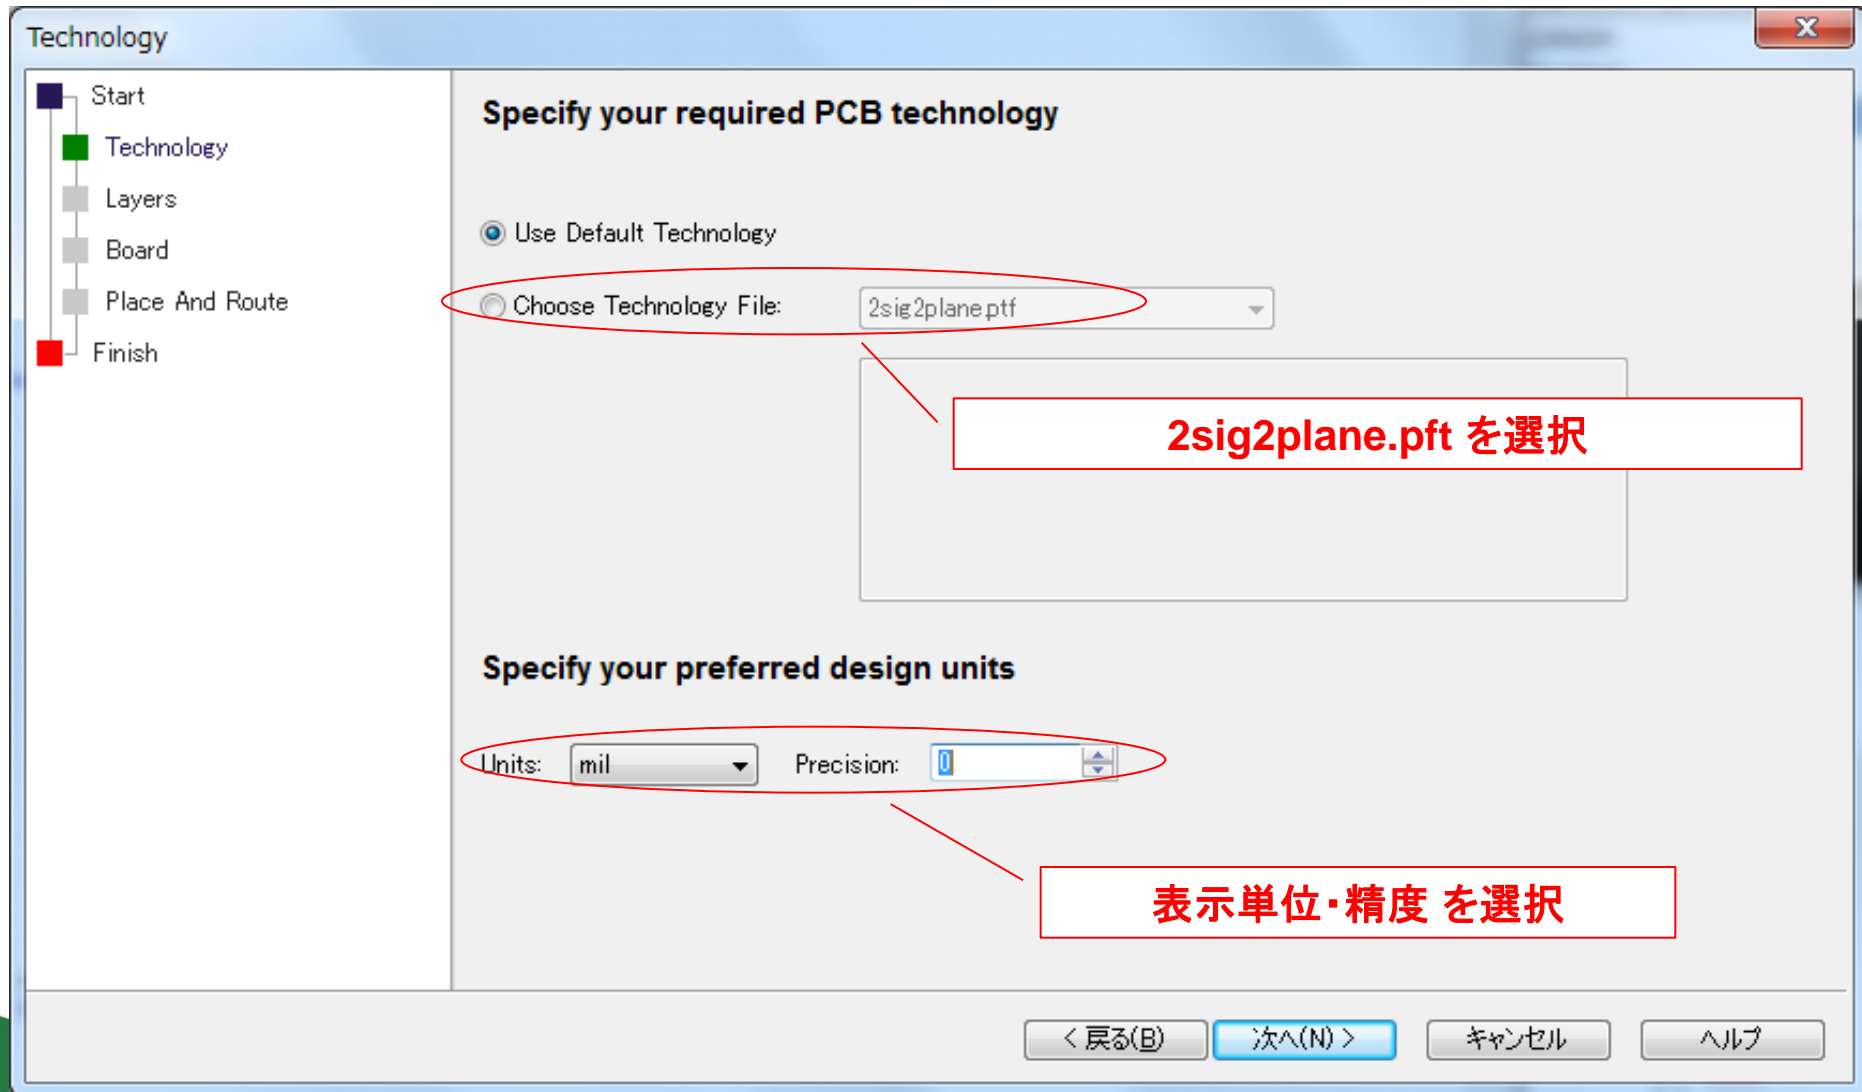 Technology
Start
Technology
Layers
Board
Place And Route
Finish
Specify your required PCB technology
Use Default Technology
Choose Technology File: 2sig2plane.ptf
2sig2plane.pft を選択
Specify your preferred design units
Units: mil Precision: 0
表示単位・精度 を選択
< 戻る(B) 次へ(N) > キャンセル ヘルプ